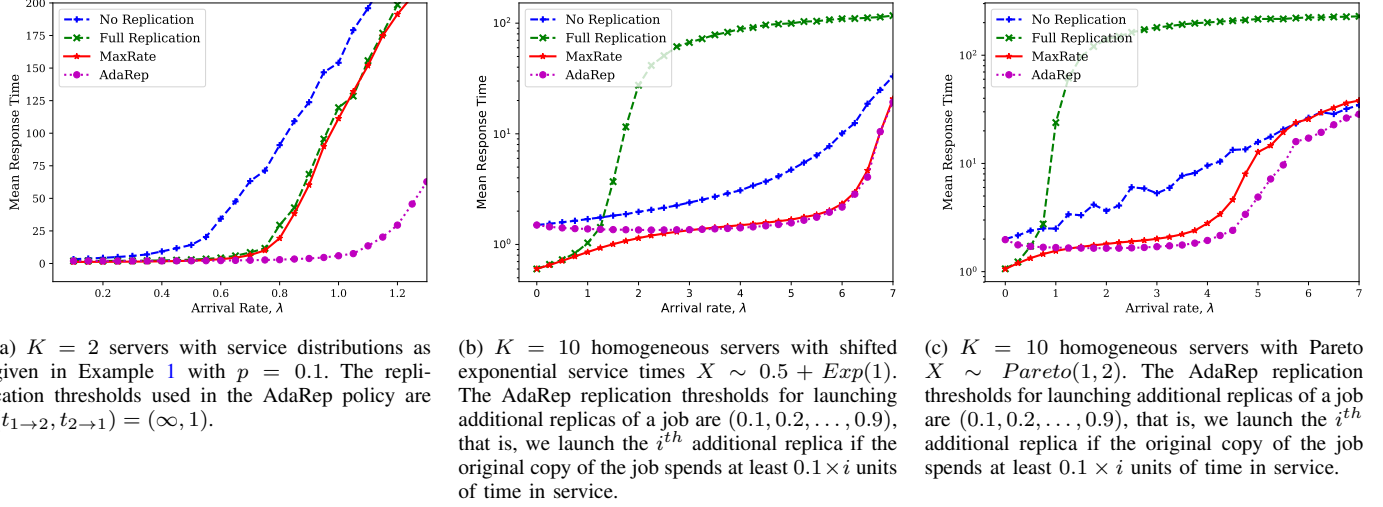 200
175
150
125
100
75
50
25
0
Mean Response Time
No Replication
Full Replication
MaxRate
AdaRep
0.2 0.4 0.6 0.8 1.0 1.2
Arrival Rate, λ
10²
10¹
10⁰
Mean Response Time
No Replication
Full Replication
MaxRate
AdaRep
0 1 2 3 4 5 6 7
Arrival rate, λ
10²
10¹
10⁰
Mean Response Time
No Replication
Full Replication
MaxRate
AdaRep
0 1 2 3 4 5 6 7
Arrival rate, λ
a) K = 2 servers with service distributions as
given in Example 1 with p = 0.1. The repli-
cation thresholds used in the AdaRep policy are
t₁→₂, t₂→₁) = (∞, 1).
(b) K = 10 homogeneous servers with shifted
exponential service times X ∼ 0.5 + Exp(1).
The AdaRep replication thresholds for launching
additional replicas of a job are (0.1, 0.2, . . . , 0.9),
that is, we launch the iᵗʰ additional replica if the
original copy of the job spends at least 0.1 × i units
of time in service.
(c) K = 10 homogeneous servers with Pareto
X ∼ Pareto(1, 2). The AdaRep replication
thresholds for launching additional replicas of a job
are (0.1, 0.2, . . . , 0.9), that is, we launch the iᵗʰ
additional replica if the original copy of the job
spends at least 0.1 × i units of time in service.